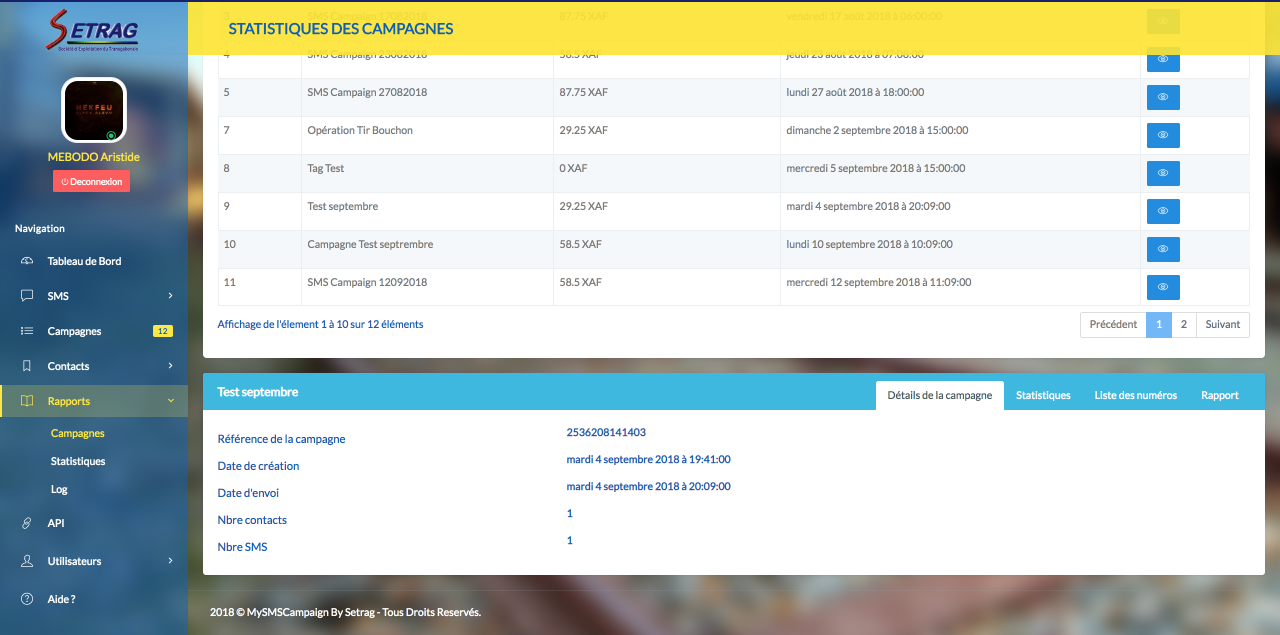 SETRAG
Société d'Exploitation du Transgabonais
MEBODO Aristide
Deconnexion
Navigation
Tableau de Bord
SMS
Campagnes 12
Contacts
Rapports
Campagnes
Statistiques
Log
API
Utilisateurs
Aide ?
STATISTIQUES DES CAMPAGNES
3 SMS Campaign 17082018 87.75 XAF vendredi 17 août 2018 à 06:00:00
4 SMS Campaign 23082018 58.5 XAF jeudi 23 août 2018 à 07:00:00
5 SMS Campaign 27082018 87.75 XAF lundi 27 août 2018 à 18:00:00
7 Opération Tir Bouchon 29.25 XAF dimanche 2 septembre 2018 à 15:00:00
8 Tag Test 0 XAF mercredi 5 septembre 2018 à 15:00:00
9 Test septembre 29.25 XAF mardi 4 septembre 2018 à 20:09:00
10 Campagne Test septrembre 58.5 XAF lundi 10 septembre 2018 à 10:09:00
11 SMS Campaign 12092018 58.5 XAF mercredi 12 septembre 2018 à 11:09:00
Affichage de l'élement 1 à 10 sur 12 éléments
Précédent 1 2 Suivant
Test septembre
Détails de la campagne Statistiques Liste des numéros Rapport
Référence de la campagne 2536208141403
Date de création mardi 4 septembre 2018 à 19:41:00
Date d'envoi mardi 4 septembre 2018 à 20:09:00
Nbre contacts 1
Nbre SMS 1
2018 © MySMSCampaign By Setrag - Tous Droits Reservés.